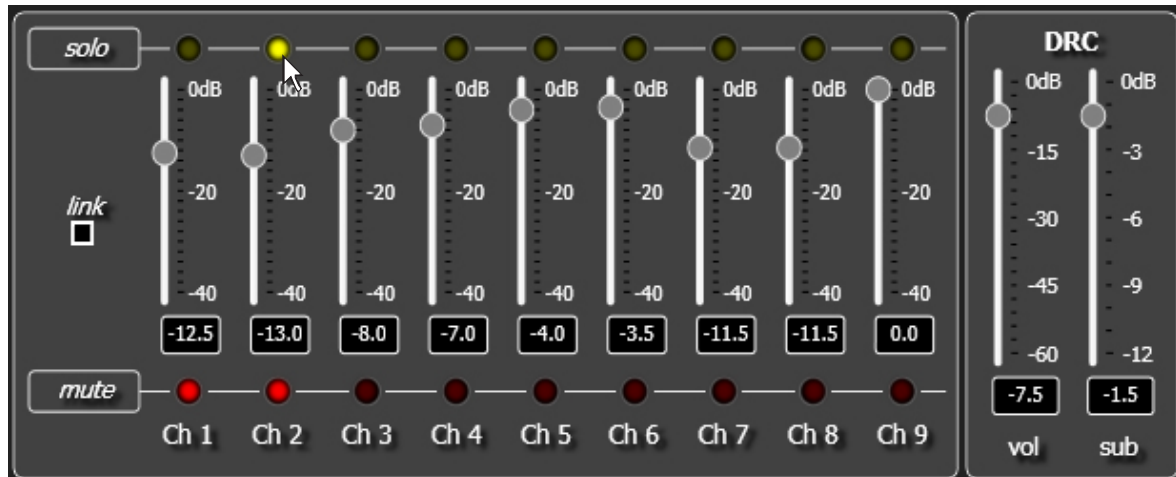 solo
DRC
0dB 0dB 0dB 0dB 0dB 0dB 0dB 0dB 0dB
0dB 0dB
-15 -3
-20 -20 -20 -20 -20 -20 -20 -20 -20
link
-30 -6
-40 -40 -40 -40 -40 -40 -40 -40 -40
-45 -9
-12.5 -13.0 -8.0 -7.0 -4.0 -3.5 -11.5 -11.5 0.0
-60 -12
mute
-7.5 -1.5
Ch 1 Ch 2 Ch 3 Ch 4 Ch 5 Ch 6 Ch 7 Ch 8 Ch 9
vol sub